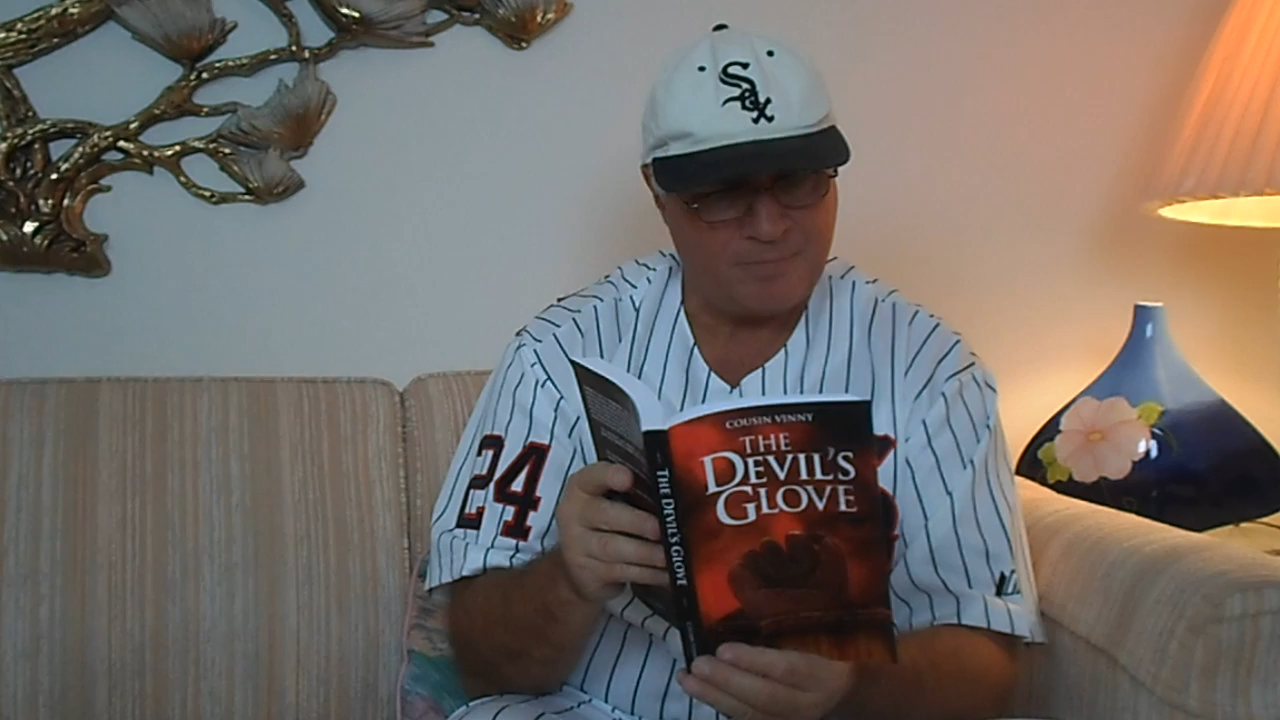 Sox
24
COUSIN VINNY
THE
DEVIL'S
GLOVE
THE DEVIL'S GLOVE